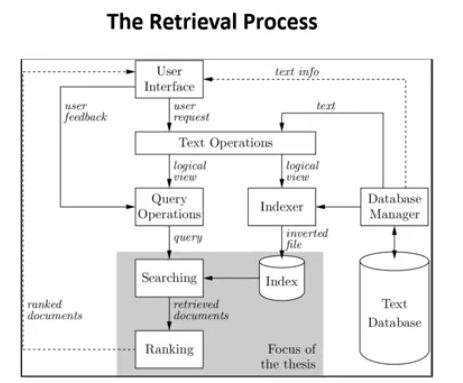 The Retrieval Process
User
Interface
text info
user
feedback
user
request
text
Text Operations
logical
view
logical
view
Query
Operations
Indexer
Database
Manager
query
inverted
file
Searching
Index
Text
Database
ranked
documents
retrieved
documents
Ranking
Focus of
the thesis